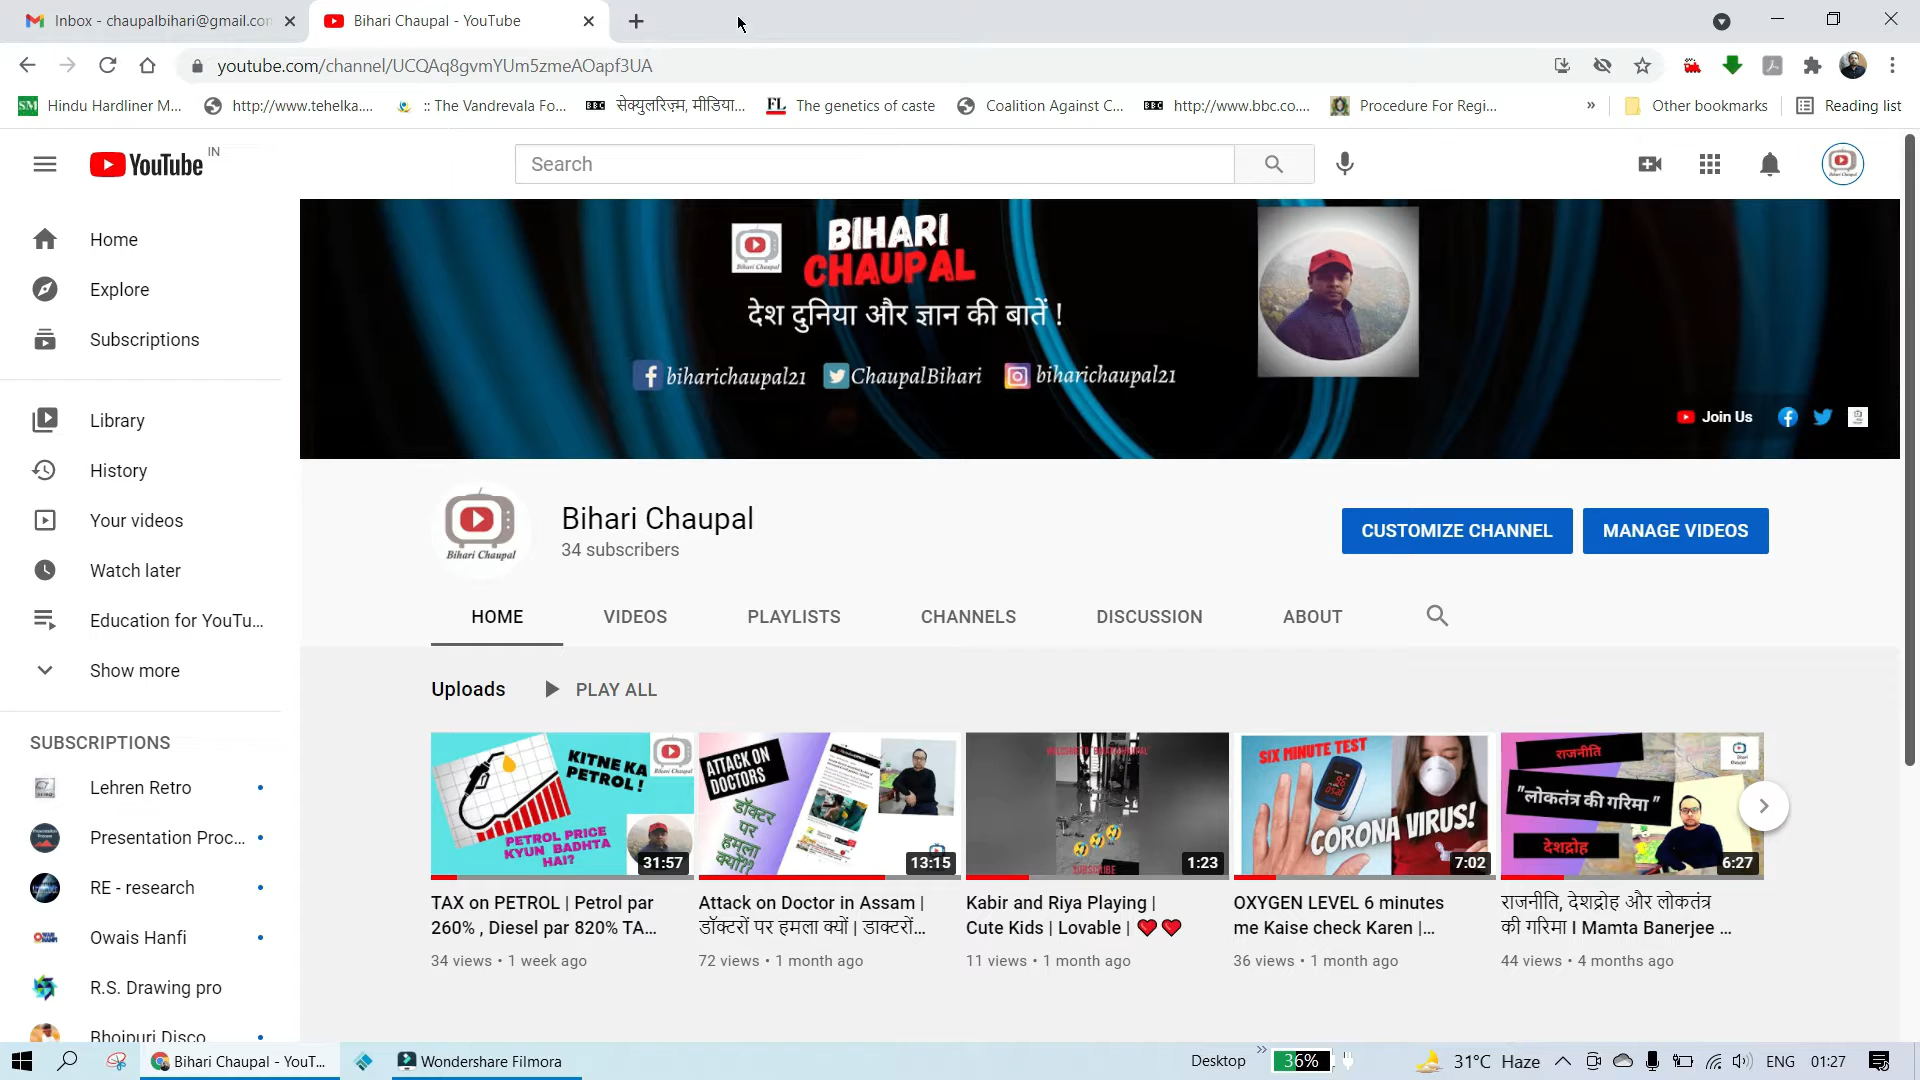 Inbox - chaupalbihari@gmail.con
Bihari Chaupal - YouTube
youtube.com/channel/UCQAq8gvmYUm5zmeAOapf3UA
Hindu Hardliner M... http://www.tehelka.... :: The Vandrevala Fo... BBC सेक्युलरिज़्म, मीडिया... FL The genetics of caste Coalition Against C... BBC http://www.bbc.co.... Procedure For Regi... » Other bookmarks Reading list
YouTube IN
Search
Home
Explore
Subscriptions
Library
History
Your videos
Watch later
Education for YouTu...
Show more
SUBSCRIPTIONS
Lehren Retro
Presentation Proc...
RE - research
Owais Hanfi
R.S. Drawing pro
Bhojpuri Disco
BIHARI
CHAUPAL
Bihari Chaupal
देश दुनिया और ज्ञान की बातें !
biharichaupal21 ChaupalBihari biharichaupal21
Join Us
Bihari Chaupal
Bihari Chaupal
34 subscribers
CUSTOMIZE CHANNEL
MANAGE VIDEOS
HOME VIDEOS PLAYLISTS CHANNELS DISCUSSION ABOUT
Uploads PLAY ALL
KITNE KA
PETROL !
PETROL PRICE
KYUN BADHTA
HAI?
31:57
TAX on PETROL | Petrol par
260% , Diesel par 820% TA...
34 views • 1 week ago
ATTACK ON
DOCTORS
डॉक्टर
पर
हमला
क्यों??
13:15
Attack on Doctor in Assam |
डॉक्टरों पर हमला क्यों | डाक्टरों...
72 views • 1 month ago
SUBSCRIBE
1:23
Kabir and Riya Playing |
Cute Kids | Lovable | ❤️❤️
11 views • 1 month ago
SIX MINUTE TEST
CORONA VIRUS!
7:02
OXYGEN LEVEL 6 minutes
me Kaise check Karen |...
36 views • 1 month ago
राजनीति
"लोकतंत्र की गरिमा "
देशद्रोह
6:27
राजनीति, देशद्रोह और लोकतंत्र
की गरिमा I Mamta Banerjee ...
44 views • 4 months ago
Bihari Chaupal - YouT... Wondershare Filmora Desktop » 36% 31°C Haze ENG 01:27